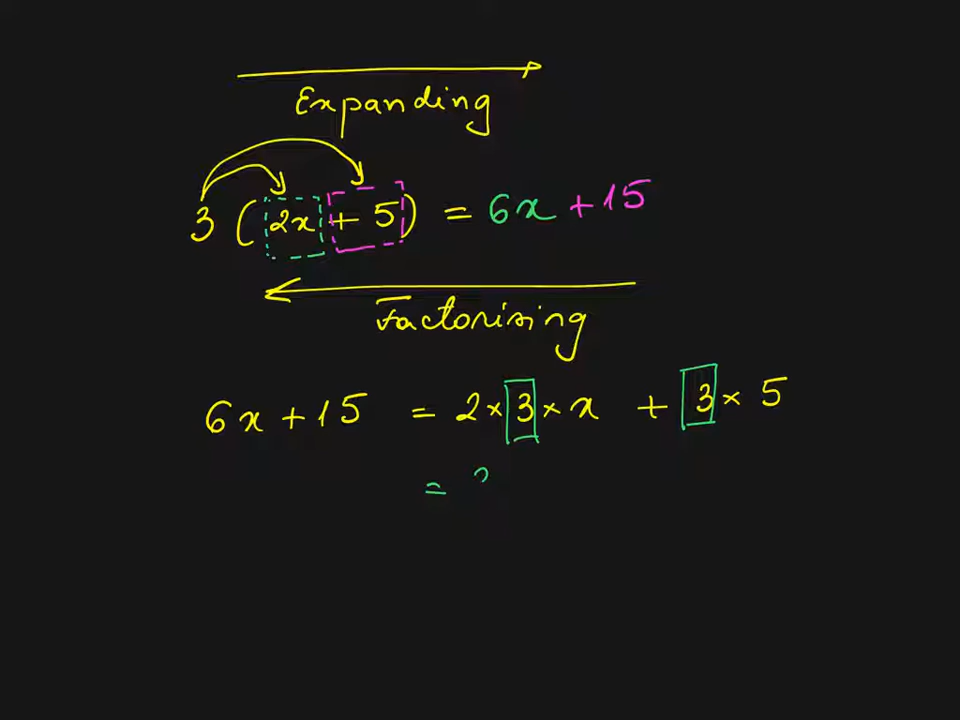 Expanding
3 (2x + 5) = 6x + 15
Factorising
6x + 15 = 2 × 3 × x + 3 × 5
=